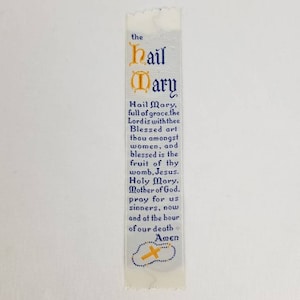 the
Hail
Mary
Hail Mary,
full of grace, the
Lord is with thee
Blessed art
thou amongst
women, and
blessed is the
fruit of thy
womb, Jesus.
Holy Mary,
Mother of God,
pray for us
sinners, now
and at the hour
of our death -
Amen